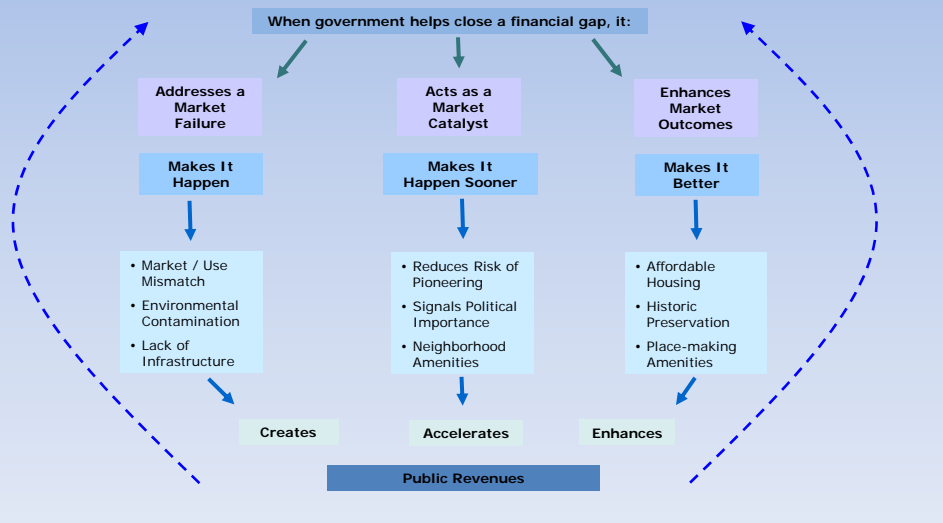 When government helps close a financial gap, it:
Addresses a
Market
Failure
Acts as a
Market
Catalyst
Enhances
Market
Outcomes
Makes It
Happen
Makes It
Happen Sooner
Makes It
Better
• Market / Use
Mismatch
• Environmental
Contamination
• Lack of
Infrastructure
• Reduces Risk of
Pioneering
• Signals Political
Importance
• Neighborhood
Amenities
• Affordable
Housing
• Historic
Preservation
• Place-making
Amenities
Creates
Accelerates
Enhances
Public Revenues